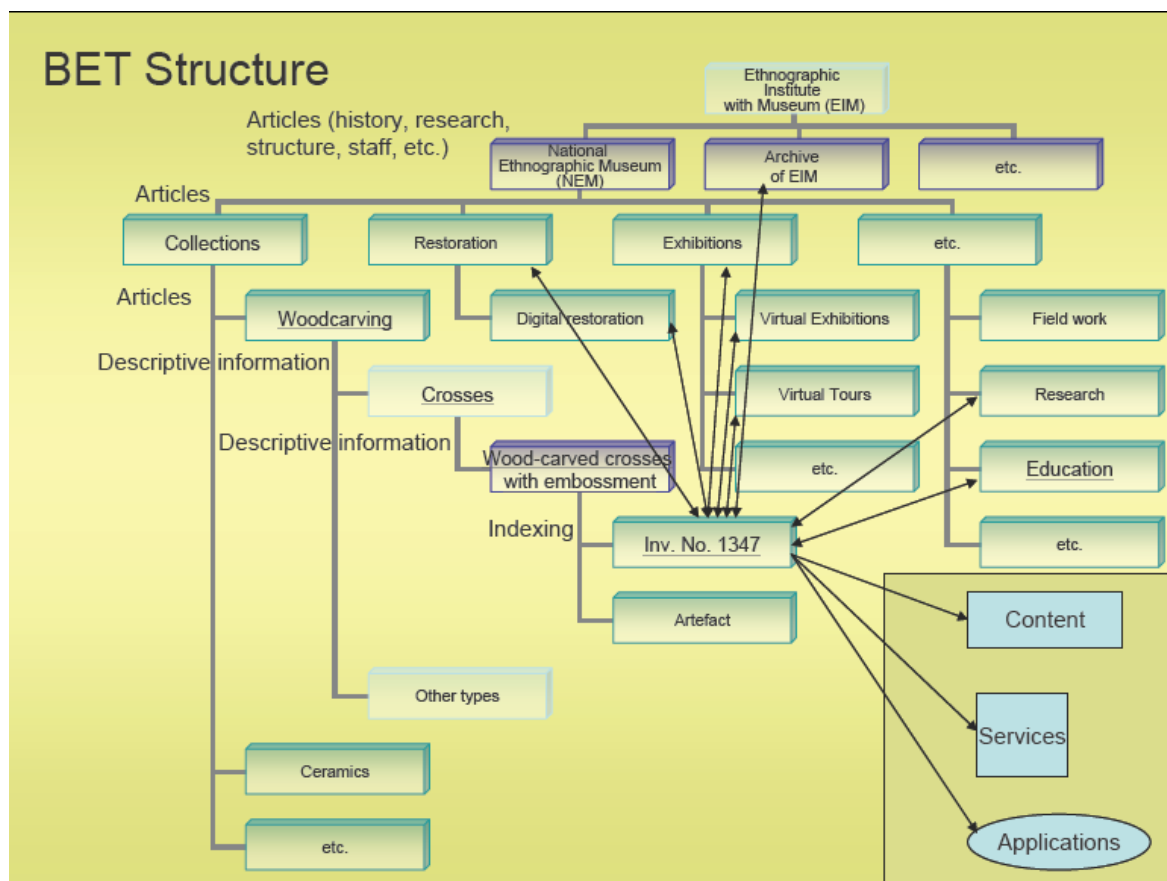 BET Structure
Ethnographic
Institute
with Museum (EIM)
Articles (history, research,
structure, staff, etc.)
National
Ethnographic Museum
(NEM)
Archive
of EIM
etc.
Articles
Collections
Restoration
Exhibitions
etc.
Articles
Woodcarving
Digital restoration
Virtual Exhibitions
Field work
Descriptive information
Crosses
Virtual Tours
Research
Descriptive information
Wood-carved crosses
with embossment
etc.
Education
Indexing
Inv. No. 1347
etc.
Artefact
Content
Other types
Services
Ceramics
etc.
Applications